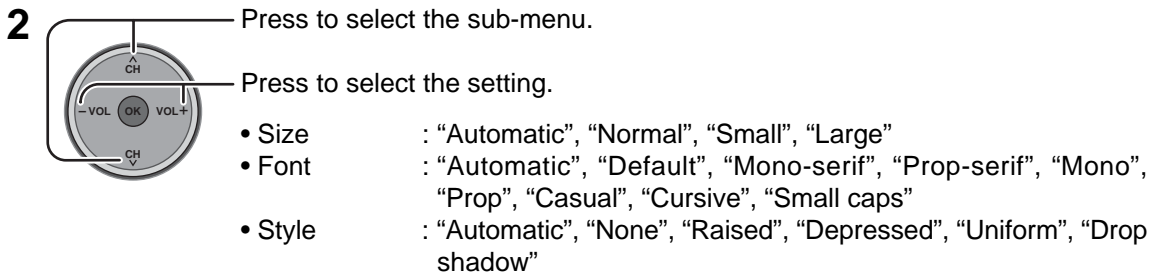 2
Press to select the sub-menu.
CH
Press to select the setting.
– VOL OK VOL +
CH
• Size : “Automatic”, “Normal”, “Small”, “Large”
• Font : “Automatic”, “Default”, “Mono-serif”, “Prop-serif”, “Mono”,
“Prop”, “Casual”, “Cursive”, “Small caps”
• Style : “Automatic”, “None”, “Raised”, “Depressed”, “Uniform”, “Drop
shadow”